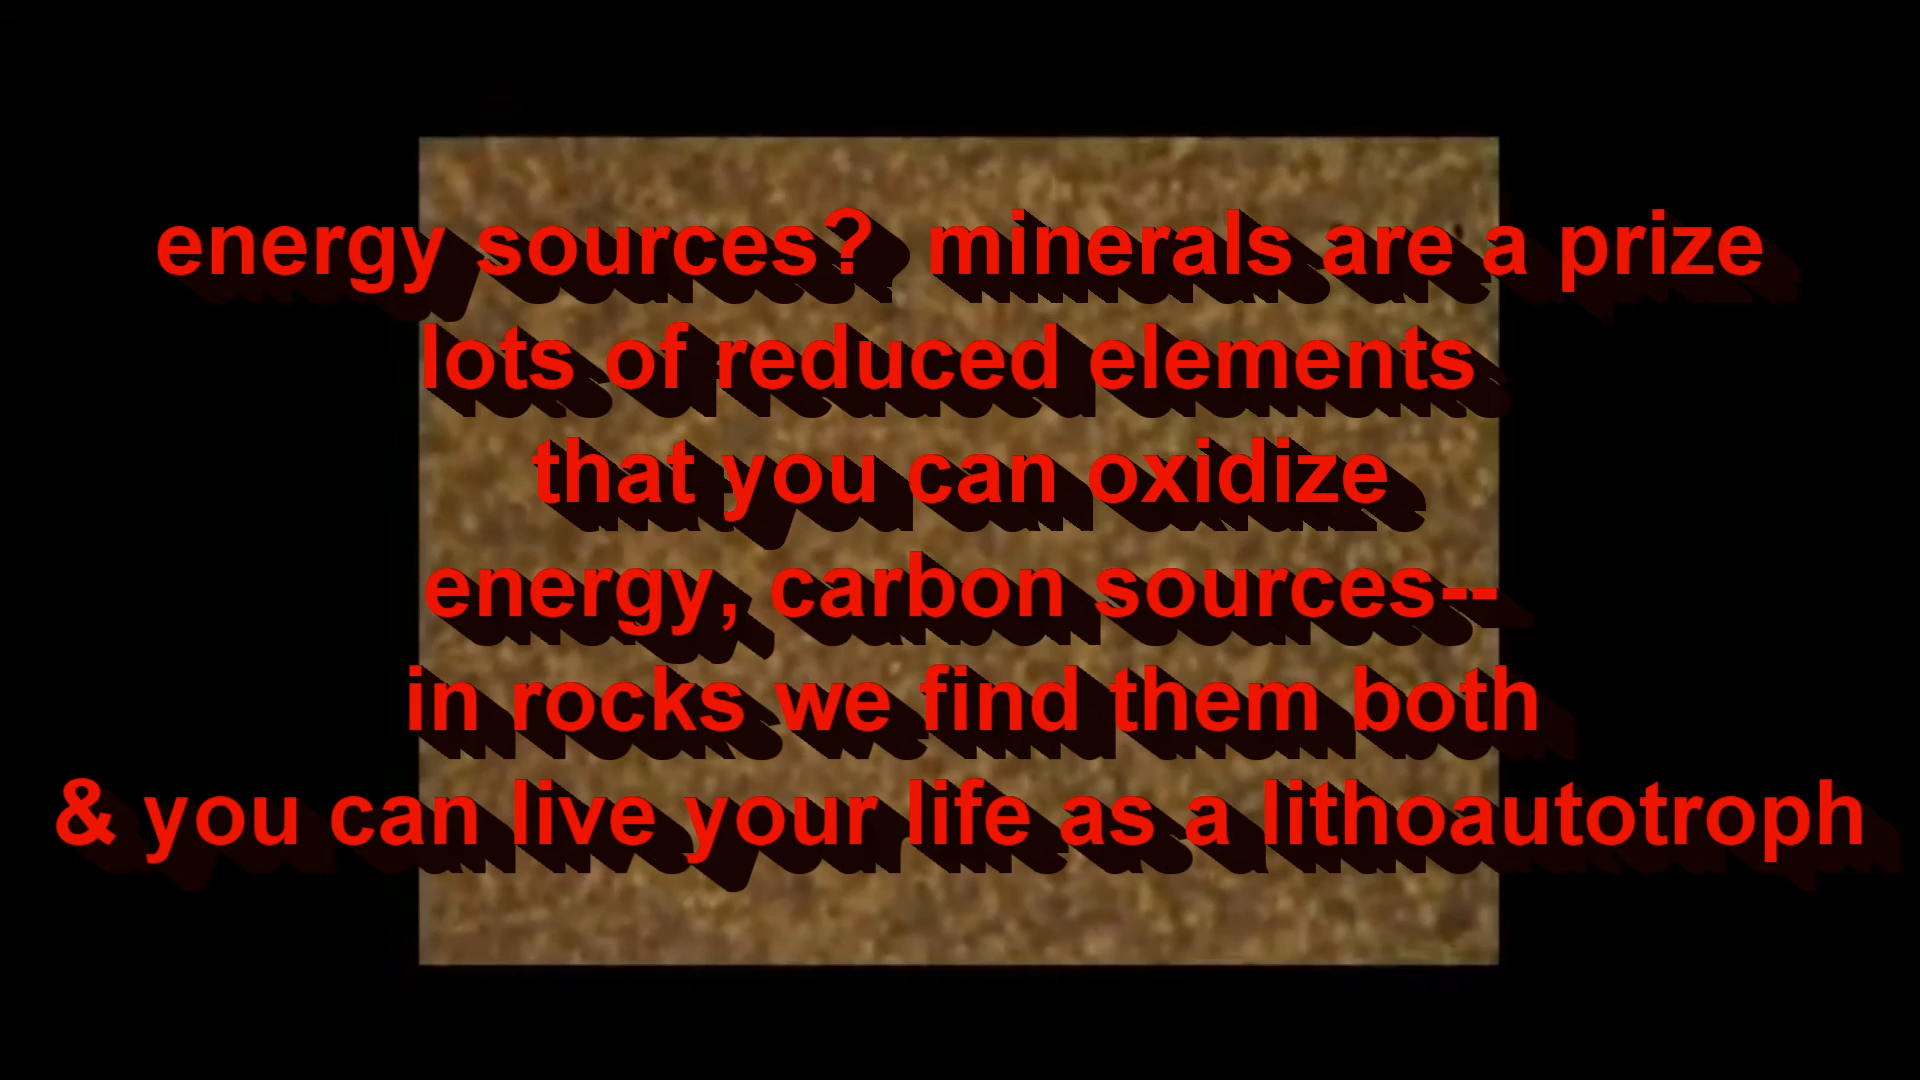 energy sources?  minerals are a prize
lots of reduced elements
that you can oxidize
energy, carbon sources--
in rocks we find them both
& you can live your life as a lithoautotroph